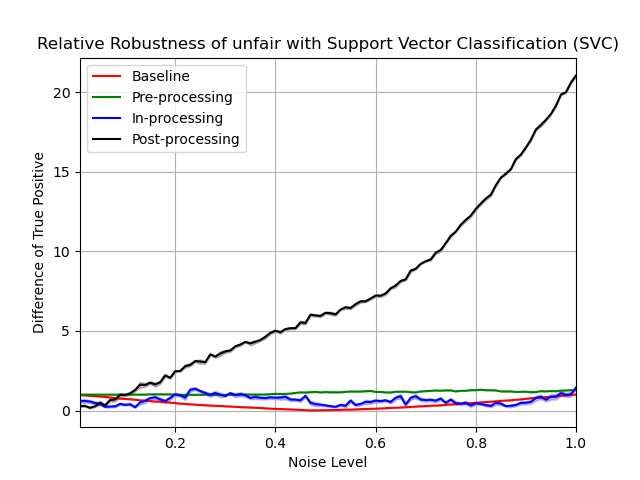 Relative Robustness of unfair with Support Vector Classification (SVC)
Baseline
Pre-processing
In-processing
Post-processing
Difference of True Positive
20
15
10
5
0
0.2 0.4 0.6 0.8 1.0
Noise Level